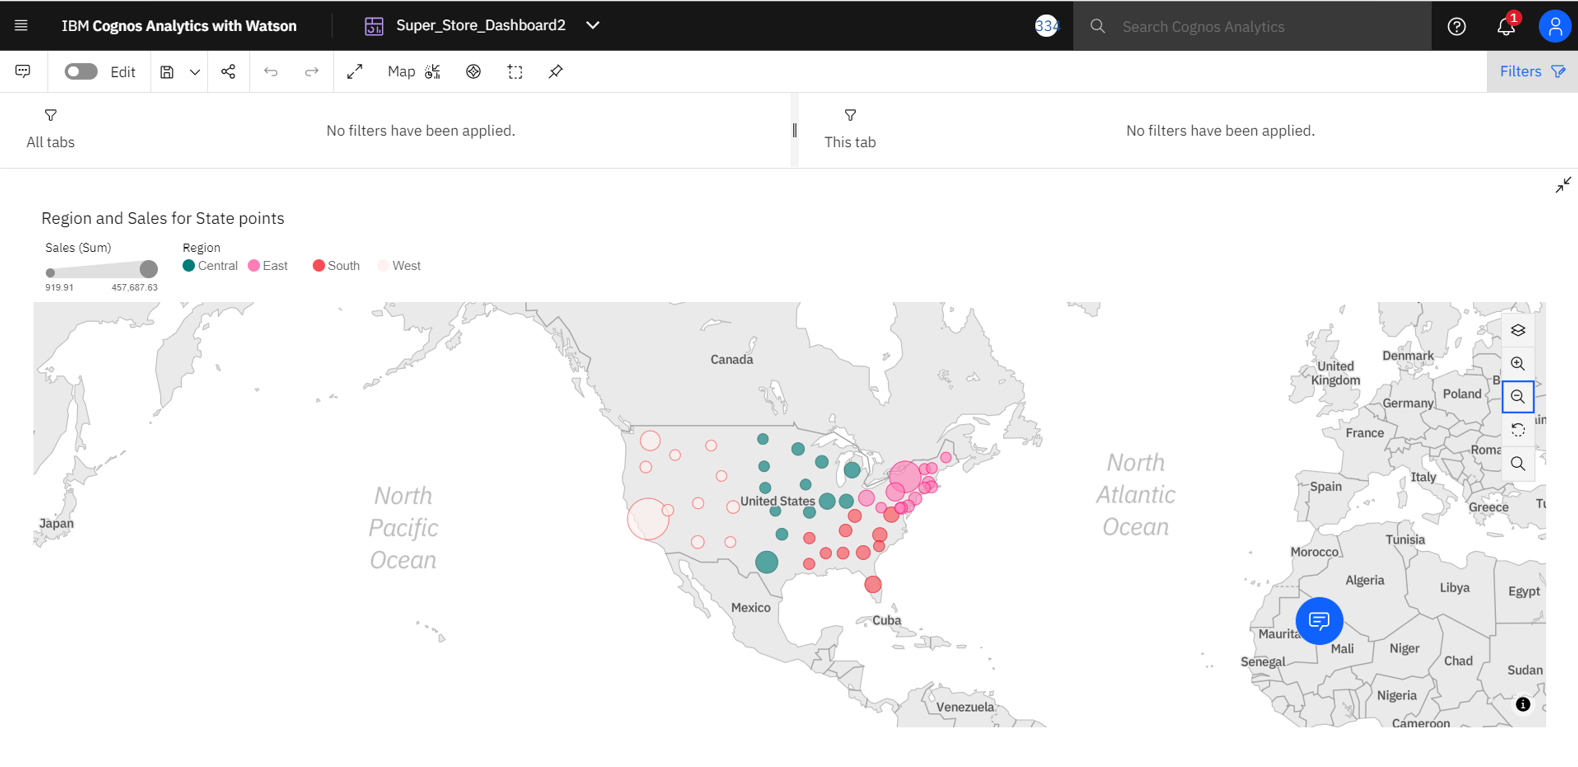 IBM Cognos Analytics with Watson
Super_Store_Dashboard2
334
Search Cognos Analytics
1
Edit
Map
Filters
All tabs
No filters have been applied.
This tab
No filters have been applied.
Region and Sales for State points
Sales (Sum)
919.91
457,687.63
Region
Central
East
South
West
Canada
United
Kingdom
Denmark
Poland
Germany
France
Roma
Italy
Spain
Greece
Tu
North
Atlantic
Ocean
North
Pacific
Ocean
United States
Japan
Tunisia
Morocco
Algeria
Libya
Egypt
Mexico
Cuba
Maurita
Mali
Niger
Chad
Senegal
Sudan
Nigeria
Venezuela
Cameroon